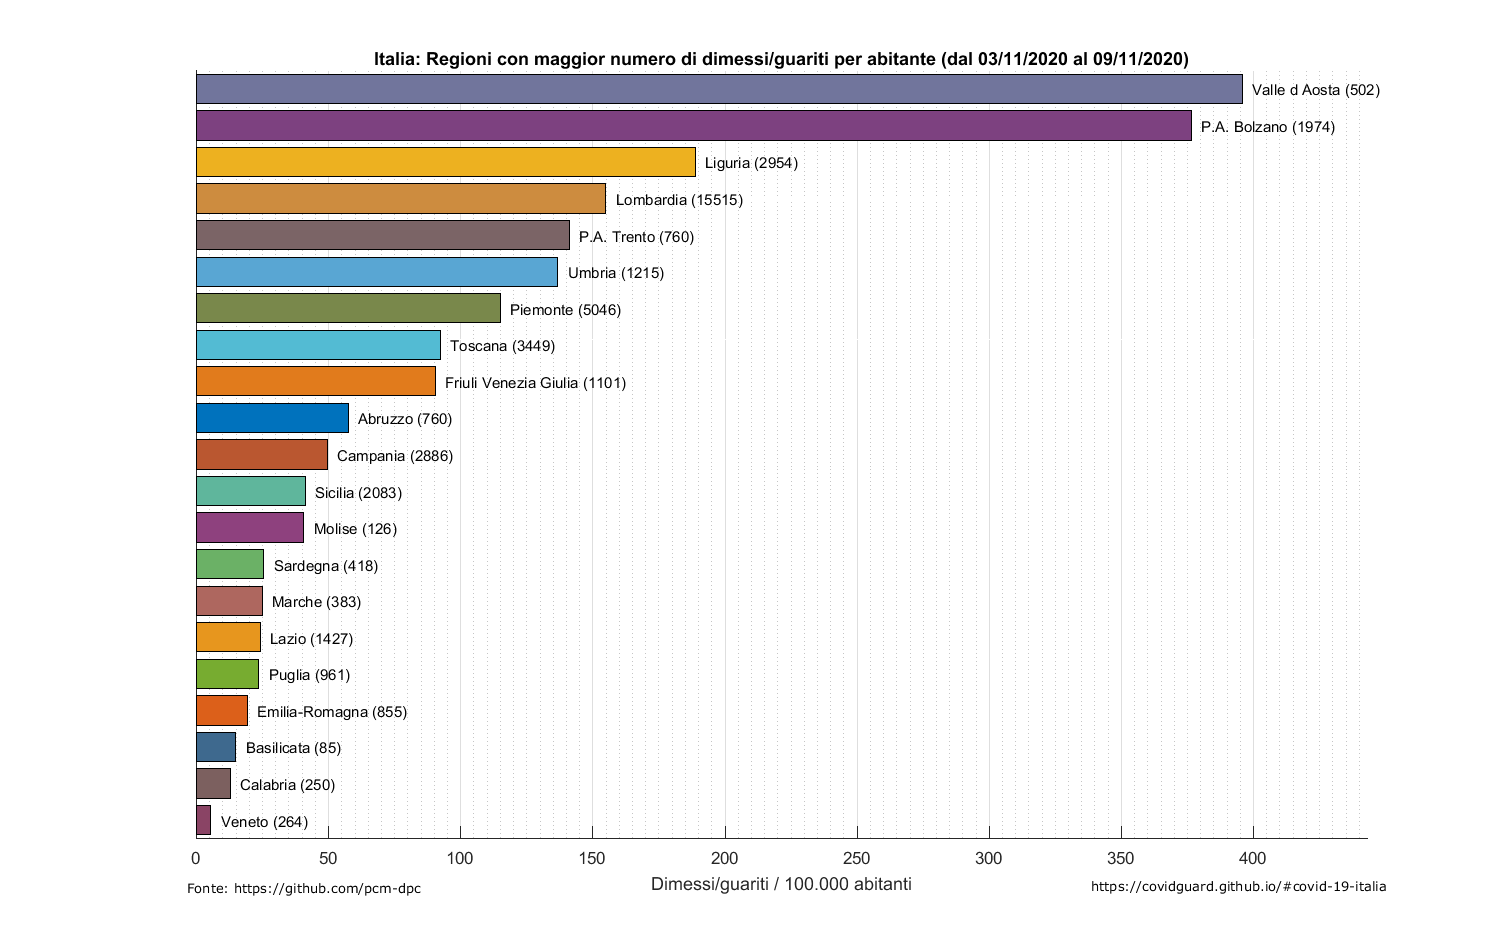 Italia: Regioni con maggior numero di dimessi/guariti per abitante (dal 03/11/2020 al 09/11/2020)
Valle d Aosta (502)
P.A. Bolzano (1974)
Liguria (2954)
Lombardia (15515)
P.A. Trento (760)
Umbria (1215)
Piemonte (5046)
Toscana (3449)
Friuli Venezia Giulia (1101)
Abruzzo (760)
Campania (2886)
Sicilia (2083)
Molise (126)
Sardegna (418)
Marche (383)
Lazio (1427)
Puglia (961)
Emilia-Romagna (855)
Basilicata (85)
Calabria (250)
Veneto (264)
0 50 100 150 200 250 300 350 400
Dimessi/guariti / 100.000 abitanti
Fonte: https://github.com/pcm-dpc
https://covidguard.github.io/#covid-19-italia